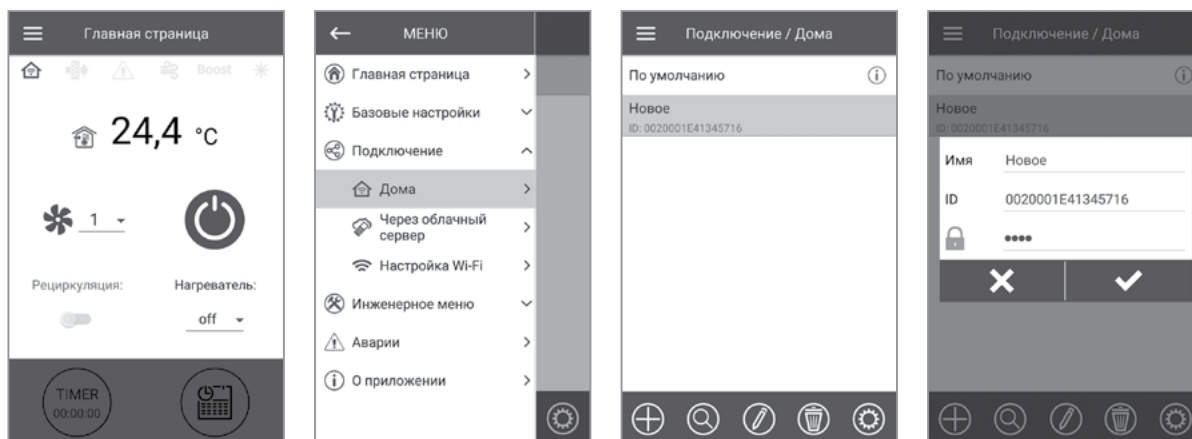 Главная страница
Boost
24,4 °C
1
Рециркуляция:
Нагреватель:
off
TIMER
00:00:00
МЕНЮ
Главная страница
Базовые настройки
Подключение
Дома
Через облачный
сервер
Настройка Wi-Fi
Инженерное меню
Аварии
О приложении
Подключение / Дома
По умолчанию
Новое
ID: 0020001E41345716
Подключение / Дома
По умолчанию
Новое
ID: 0020001E41345716
Имя Новое
ID 0020001E41345716
••••